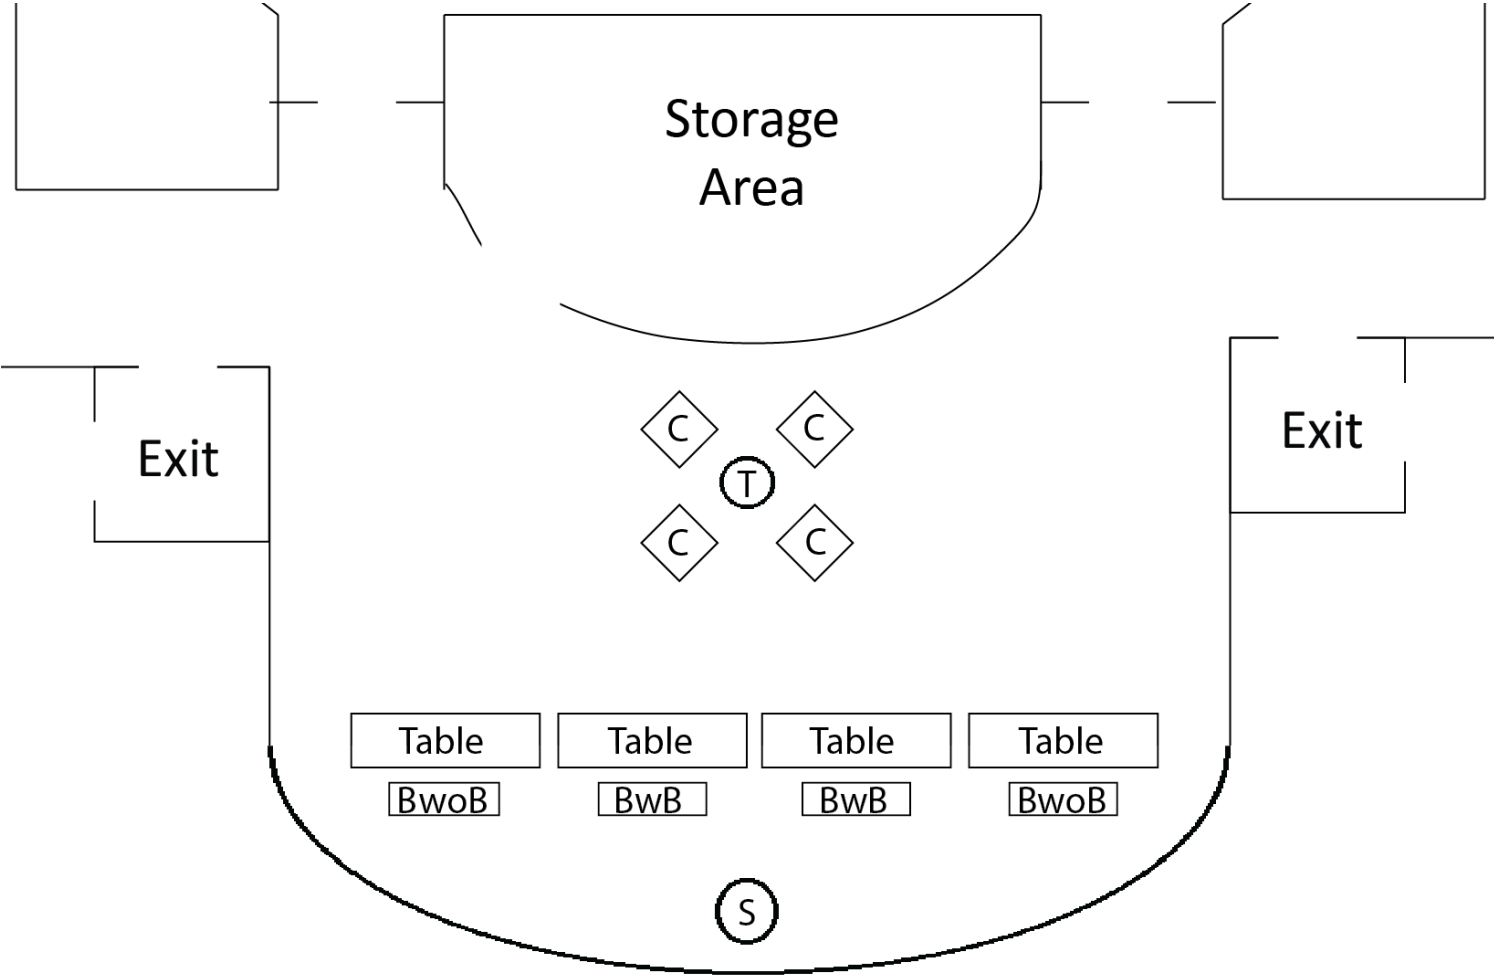 Storage
Area
Exit
Exit
C
C
T
C
C
Table
Table
Table
Table
BwoB
BwB
BwB
BwoB
S